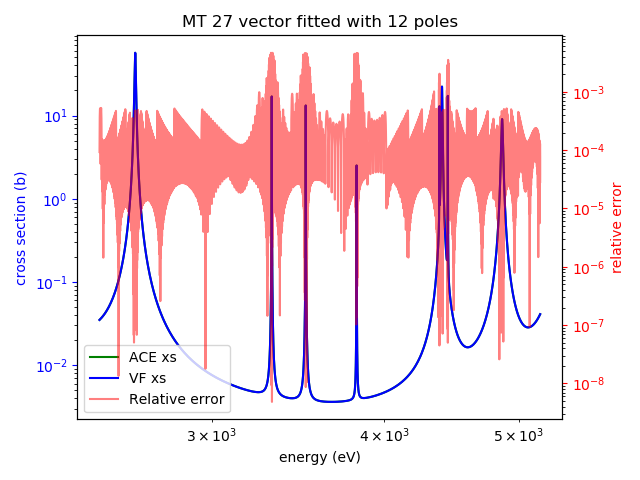 MT 27 vector fitted with 12 poles
cross section (b)
10¹
10⁰
10⁻¹
10⁻²
10⁻³
10⁻⁴
10⁻⁵
10⁻⁶
10⁻⁷
10⁻⁸
relative error
ACE xs
VF xs
Relative error
3 × 10³
4 × 10³
5 × 10³
energy (eV)